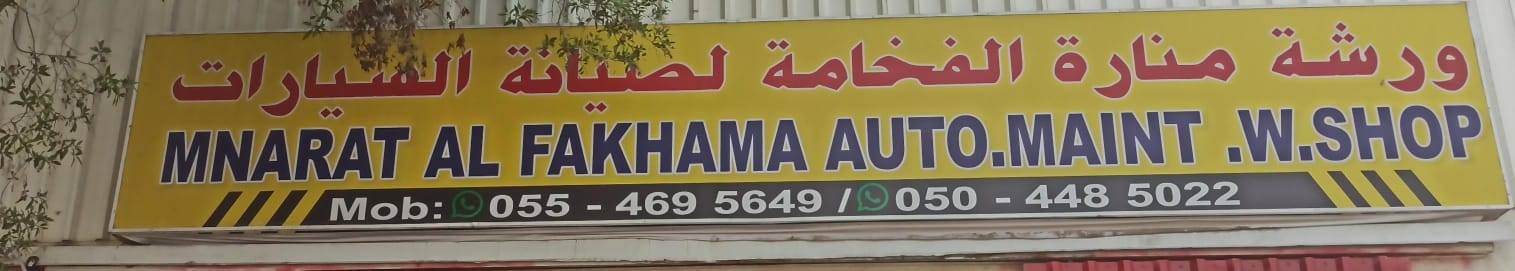 ورشة منارة الفخامة لصيانة السيارات
MNARAT AL FAKHAMA AUTO.MAINT .W.SHOP
Mob: 055 - 469 5649 / 050 - 448 5022